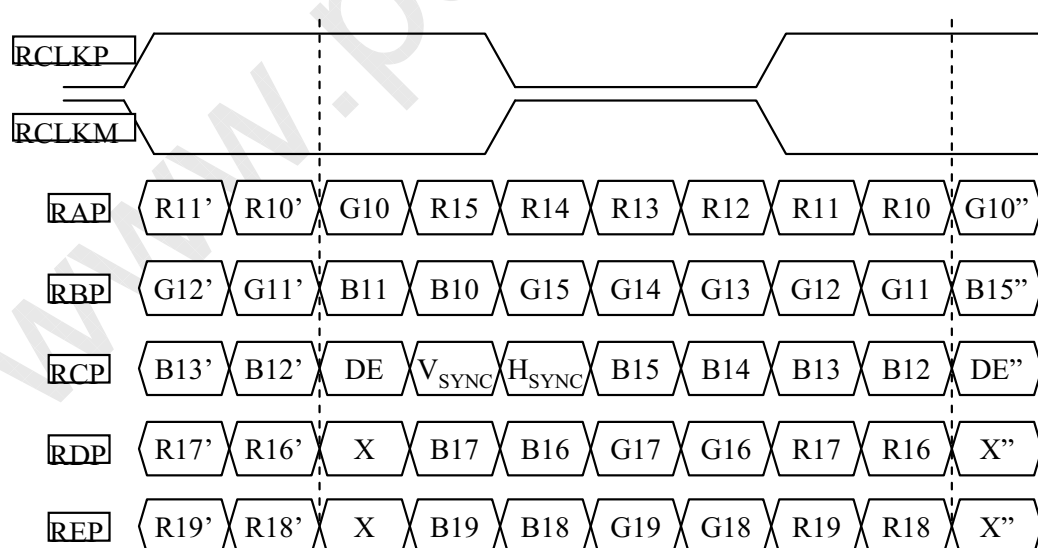 RCLKP
RCLKM
RAP R11’ R10’ G10 R15 R14 R13 R12 R11 R10 G10”
RBP G12’ G11’ B11 B10 G15 G14 G13 G12 G11 B15”
RCP B13’ B12’ DE VSYNC HSYNC B15 B14 B13 B12 DE”
RDP R17’ R16’ X B17 B16 G17 G16 R17 R16 X”
REP R19’ R18’ X B19 B18 G19 G18 R19 R18 X”
www.p